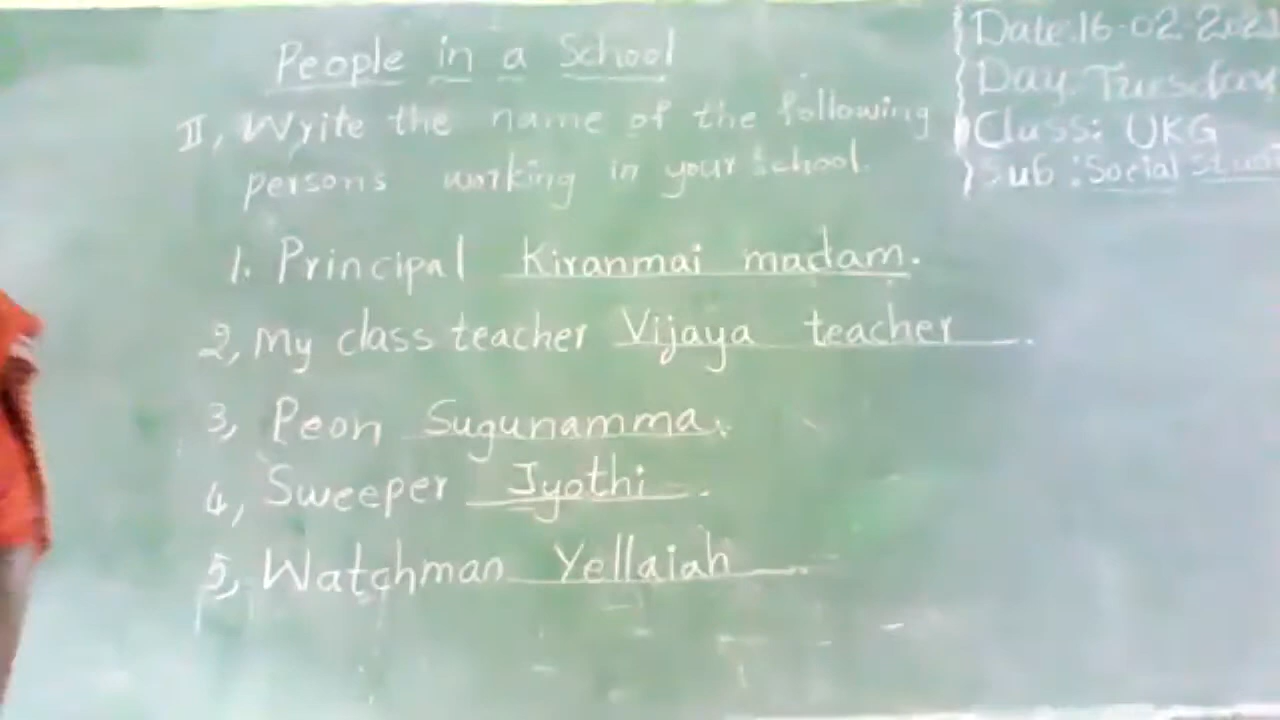 People in a School
II, Write the name of the following
persons working in your School.
1. Principal Kiranmai madam.
2, My class teacher Vijaya teacher.
3, Peon Sugunamma.
4, Sweeper Jyothi.
5, Watchman Yellaiah.
Date.16-02-2021
Day. Tuesday
Class: UKG
Sub : Social